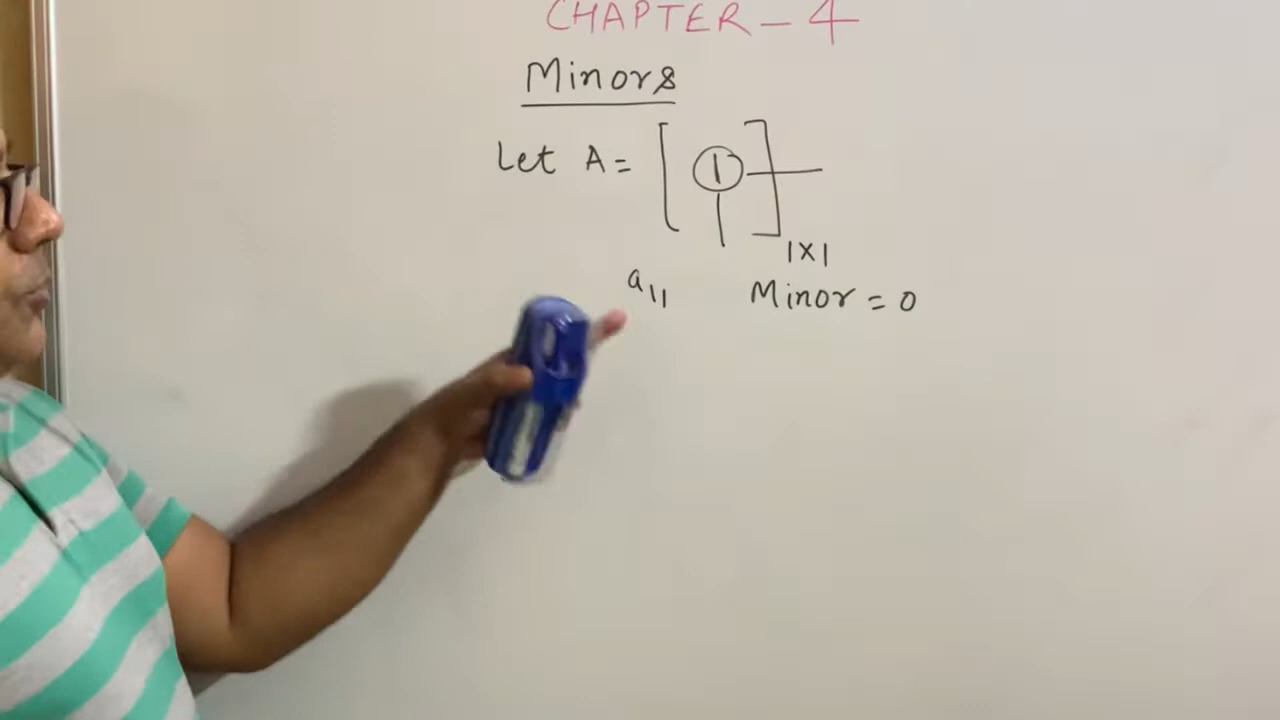 CHAPTER - 4
Minors
Let A = [ 1 ] 1x1
a11 Minor = 0